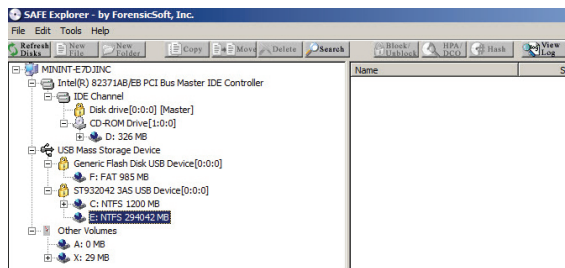 SAFE Explorer - by ForensicSoft, Inc.
File Edit Tools Help
Refresh Disks New File New Folder Copy Move Delete Search Block/ Unblock HPA/ DCO Hash View Log
Name S
MININT-E7DJINC
Intel(R) 82371AB/EB PCI Bus Master IDE Controller
IDE Channel
Disk drive[0:0:0] [Master]
CD-ROM Drive[1:0:0]
D: 326 MB
USB Mass Storage Device
Generic Flash Disk USB Device[0:0:0]
F: FAT 985 MB
ST932042 3AS USB Device[0:0:0]
C: NTFS 1200 MB
E: NTFS 294042 MB
Other Volumes
A: 0 MB
X: 29 MB